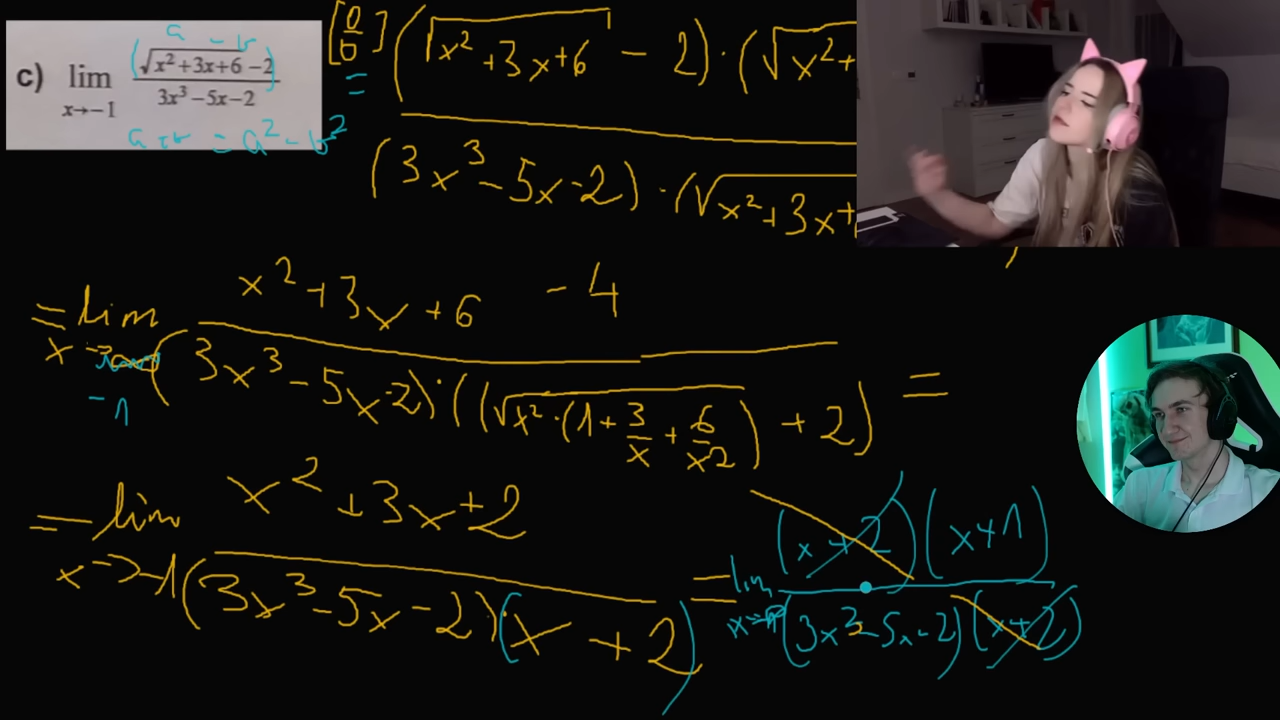 a - b
c) lim x→-1 (√x²+3x+6 - 2) / 3x³-5x-2
= a² - b²
[0/0] = (√x²+3x+6 - 2)·(√x²+
(3x³-5x-2)·(√x²+3x+
= lim x²+3x+6 - 4
x→ -1 (3x³-5x-2)·((√x²·(1+3/x+6/x²)) + 2) =
= lim x²+3x+2
x→-1 (3x³-5x-2)(x+2)
= lim (x+2)(x+1)
(3x³-5x-2)(x+2)